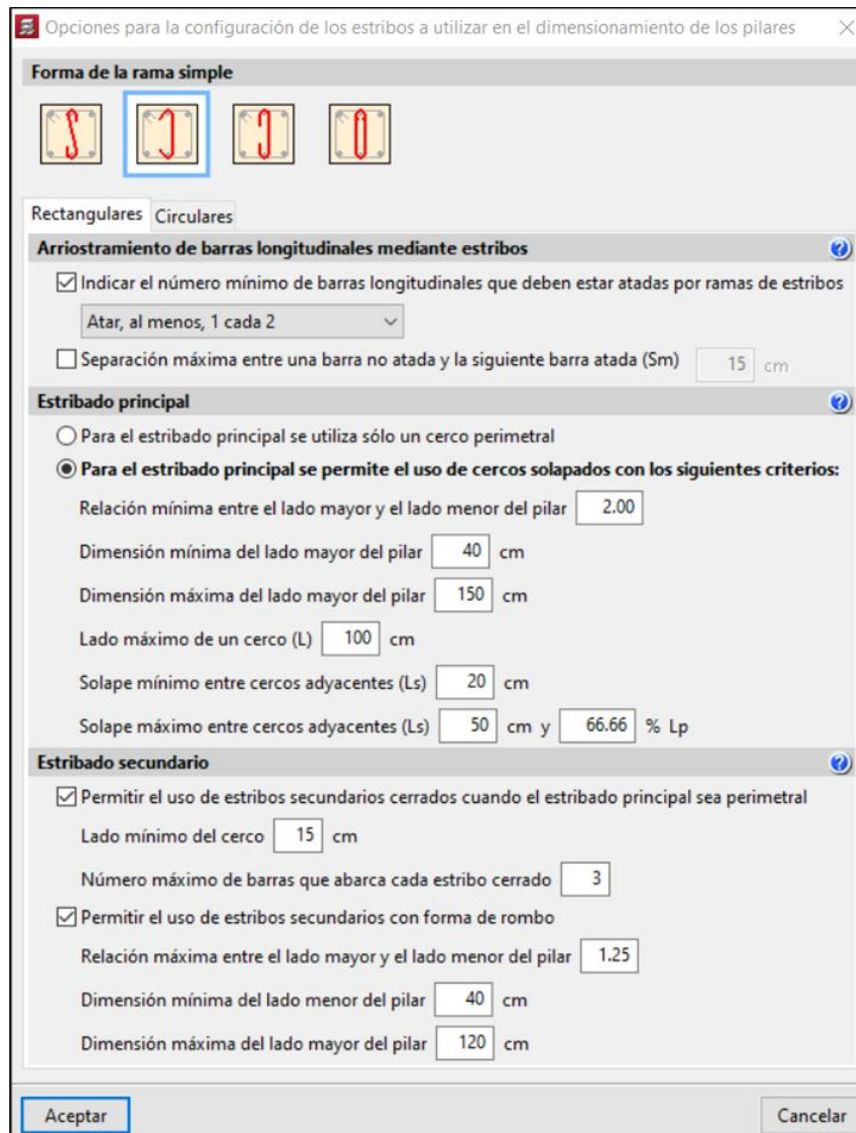 Opciones para la configuración de los estribos a utilizar en el dimensionamiento de los pilares
Forma de la rama simple
Rectangulares Circulares
Arriostramiento de barras longitudinales mediante estribos
Indicar el número mínimo de barras longitudinales que deben estar atadas por ramas de estribos
Atar, al menos, 1 cada 2
Separación máxima entre una barra no atada y la siguiente barra atada (Sm) 15 cm
Estribado principal
Para el estribado principal se utiliza sólo un cerco perimetral
Para el estribado principal se permite el uso de cercos solapados con los siguientes criterios:
Relación mínima entre el lado mayor y el lado menor del pilar 2.00
Dimensión mínima del lado mayor del pilar 40 cm
Dimensión máxima del lado mayor del pilar 150 cm
Lado máximo de un cerco (L) 100 cm
Solape mínimo entre cercos adyacentes (Ls) 20 cm
Solape máximo entre cercos adyacentes (Ls) 50 cm y 66.66 % Lp
Estribado secundario
Permitir el uso de estribos secundarios cerrados cuando el estribado principal sea perimetral
Lado mínimo del cerco 15 cm
Número máximo de barras que abarca cada estribo cerrado 3
Permitir el uso de estribos secundarios con forma de rombo
Relación máxima entre el lado mayor y el lado menor del pilar 1.25
Dimensión mínima del lado menor del pilar 40 cm
Dimensión máxima del lado mayor del pilar 120 cm
Aceptar Cancelar